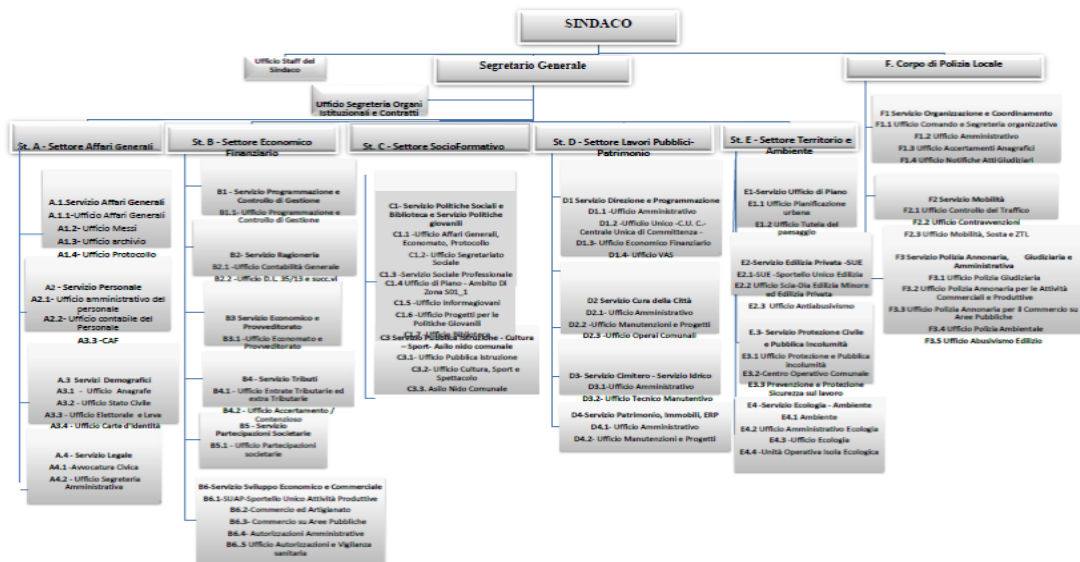 SINDACO
Ufficio Staff del
Sindaco
Segretario Generale
F. Corpo di Polizia Locale
Ufficio Segreteria Organi
Istituzionali e Contratti
St. A - Settore Affari Generali
A.1.Servizio Affari Generali
A.1.1-Ufficio Affari Generali
A1.2- Ufficio Messi
A1.3- Ufficio archivio
A1.4- Ufficio Protocollo
A2 - Servizio Personale
A2.1- Ufficio amministrativo del
personale
A2.2- Ufficio contabile del
Personale
A3.3 -CAF
A.3 Servizi Demografici
A3.1 - Ufficio Anagrafe
A3.2 - Ufficio Stato Civile
A3.3 - Ufficio Elettorale e Leva
A3.4 - Ufficio Carte d'Identità
A.4 - Servizio Legale
A4.1 -Avvocatura Civica
A4.2 - Ufficio Segreteria
Amministrativa
St. B - Settore Economico
Finanziario
B1 - Servizio Programmazione e
Controllo di Gestione
B1.1- Ufficio Programmazione e
Controllo di Gestione
B2- Servizio Ragioneria
B2.1 - Ufficio Contabilità Generale
B2.2 - Ufficio D.L. 35/13 e succ.vi
B3 Servizio Economico e
Provveditorato
B3.1 - Ufficio Economato e
Provveditorato
B4 - Servizio Tributi
B4.1 - Ufficio Entrate Tributarie ed
extra Tributarie
B4.2 - Ufficio Accertamento /
Contenzioso
B5 - Servizio
Partecipazioni Societarie
B5.1 - Ufficio Partecipazioni
societarie
B6-Servizio Sviluppo Economico e Commerciale
B6.1-SUAP-Sportello Unico Attività Produttive
B6.2-Commercio ed Artigianato
B6.3- Commercio su Aree Pubbliche
B6.4- Autorizzazioni Amministrative
B6..5 Ufficio Autorizzazioni e Vigilanza
sanitaria
St. C - Settore SocioFormativo
C1- Servizio Politiche Sociali e
Biblioteca e Servizio Politiche
giovanili
C1.1 -Ufficio Affari Generali,
Economato, Protocollo
C1.2- Ufficio Segretariato
Sociale
C1.3 -Servizio Sociale Professionale
C1.4 Ufficio di Piano - Ambito Di
Zona S01_1
C1.5 - Ufficio Informagiovani
C1.6 - Ufficio Progetti per
le Politiche Giovanili
C1.7- Ufficio Biblioteca
C3 Servizio Pubblica Istruzione - Cultura
– Sport- Asilo nido comunale
C3.1- Ufficio Pubblica Istruzione
C3.2- Ufficio Cultura, Sport e
Spettacolo
C3.3. Asilo Nido Comunale
St. D - Settore Lavori Pubblici-
Patrimonio
D1 Servizio Direzione e Programmazione
D1.1 -Ufficio Amministrativo
D1.2 -Ufficio Unico -C.U. C.-
Centrale Unica di Committenza -
D1.3- Ufficio Economico Finanziario
D1.4- Ufficio VAS
D2 Servizio Cura della Città
D2.1- Ufficio Amministrativo
D2.2 -Ufficio Manutenzioni e Progetti
D2.3 -Ufficio Operai Comunali
D3- Servizio Cimitero - Servizio Idrico
D3.1-Ufficio Amministrativo
D3.2- Ufficio Tecnico Manutentivo
D4-Servizio Patrimonio, Immobili, ERP
D4.1- Ufficio Amministrativo
D4.2- Ufficio Manutenzioni e Progetti
St. E - Settore Territorio e
Ambiente
E1-Servizio Ufficio di Piano
E1.1 Ufficio Pianificazione
urbana
E1.2 Ufficio Tutela del
paesaggio
E2-Servizio Edilizia Privata -SUE
E2.1-SUE -Sportello Unico Edilizia
E2.2 Ufficio Scia-Dia Edilizia Minore
ed Edilizia Privata
E2.3 Ufficio Antiabusivismo
E.3- Servizio Protezione Civile
e Pubblica Incolumità
E3.1 Ufficio Protezione e Pubblica
incolumità
E3.2-Centro Operativo Comunale
E3.3 Prevenzione e Protezione
Sicurezza sul lavoro
E4 -Servizio Ecologia - Ambiente
E4.1 Ambiente
E4.2 Ufficio Amministrativo Ecologia
E4.3 -Ufficio Ecologia
E4.4 -Unità Operativa Isola Ecologica
F1 Servizio Organizzazione e Coordinamento
F1.1 Ufficio Comando e Segreteria organizzativa
F1.2 Ufficio Amministrativo
F1.3 Ufficio Accertamenti Anagrafici
F1.4 Ufficio Notifiche Atti Giudiziari
F2 Servizio Mobilità
F2.1 Ufficio Controllo del Traffico
F2.2 Ufficio Contravvenzioni
F2.3 Ufficio Mobilità, Sosta e ZTL
F3 Servizio Polizia Annonaria, Giudiziaria e
Amministrativa
F3.1 Ufficio Polizia Giudiziaria
F3.2 Ufficio Polizia Annonaria per le Attività
Commerciali e Produttive
F3.3 Ufficio Polizia Annonaria per il Commercio su
Aree Pubbliche
F3.4 Ufficio Polizia Ambientale
F3.5 Ufficio Abusivismo Edilizio